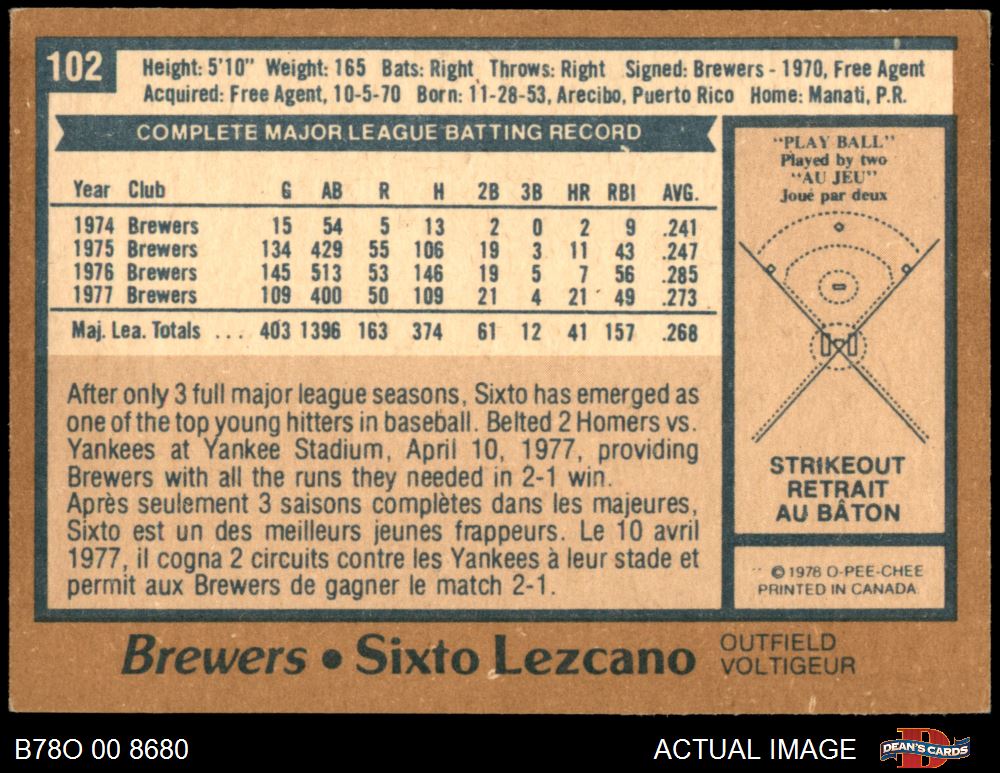 102
Height: 5'10" Weight: 165 Bats: Right Throws: Right Signed: Brewers - 1970, Free Agent
Acquired: Free Agent, 10-5-70 Born: 11-28-53, Arecibo, Puerto Rico Home: Manati, P.R.
COMPLETE MAJOR LEAGUE BATTING RECORD
Year Club G AB R H 2B 3B HR RBI AVG.
1974 Brewers 15 54 5 13 2 0 2 9 .241
1975 Brewers 134 429 55 106 19 3 11 43 .247
1976 Brewers 145 513 53 146 19 5 7 56 .285
1977 Brewers 109 400 50 109 21 4 21 49 .273
Maj. Lea. Totals ... 403 1396 163 374 61 12 41 157 .268
After only 3 full major league seasons, Sixto has emerged as
one of the top young hitters in baseball. Belted 2 Homers vs.
Yankees at Yankee Stadium, April 10, 1977, providing
Brewers with all the runs they needed in 2-1 win.
Après seulement 3 saisons complètes dans les majeures,
Sixto est un des meilleurs jeunes frappeurs. Le 10 avril
1977, il cogna 2 circuits contre les Yankees à leur stade et
permit aux Brewers de gagner le match 2-1.
"PLAY BALL"
Played by two
"AU JEU"
Joué par deux
STRIKEOUT
RETRAIT
AU BÂTON
© 1978 O-PEE-CHEE
PRINTED IN CANADA
Brewers • Sixto Lezcano
OUTFIELD
VOLTIGEUR
B78O 00 8680
ACTUAL IMAGE
DEAN'S CARDS